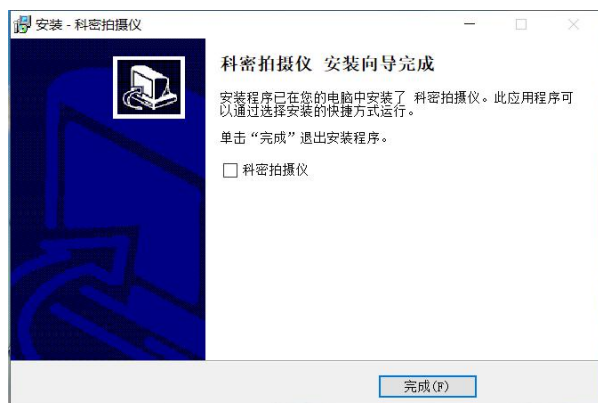 安装 - 科密拍摄仪
科密拍摄仪 安装向导完成
安装程序已在您的电脑中安装了 科密拍摄仪。此应用程序可
以通过选择安装的快捷方式运行。
单击“完成”退出安装程序。
科密拍摄仪
完成(F)